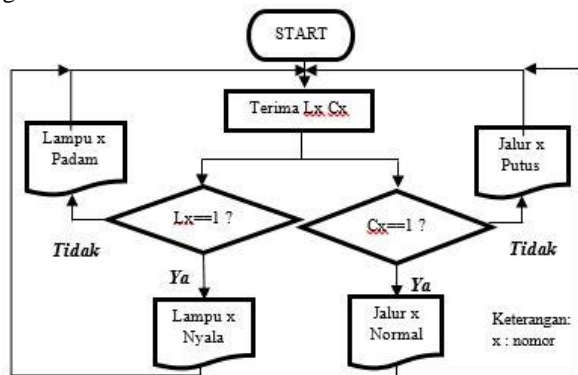 START
Terima Lx Cx
Lampu x
Padam
Jalur x
Putus
Lx==1 ?
Cx==1 ?
Tidak
Tidak
Ya
Ya
Lampu x
Nyala
Jalur x
Normal
Keterangan:
x : nomor